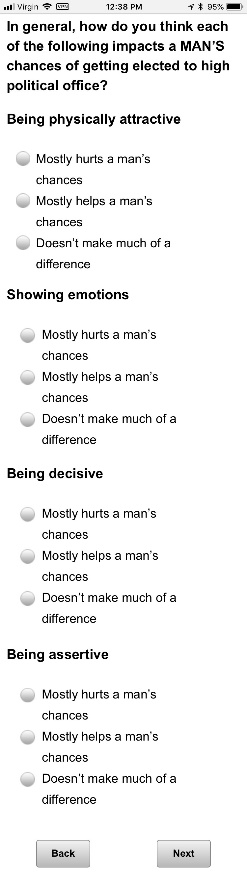 Virgin VPN 12:38 PM 95%
In general, how do you think each
of the following impacts a MAN'S
chances of getting elected to high
political office?
Being physically attractive
Mostly hurts a man's
chances
Mostly helps a man's
chances
Doesn't make much of a
difference
Showing emotions
Mostly hurts a man's
chances
Mostly helps a man's
chances
Doesn't make much of a
difference
Being decisive
Mostly hurts a man's
chances
Mostly helps a man's
chances
Doesn't make much of a
difference
Being assertive
Mostly hurts a man's
chances
Mostly helps a man's
chances
Doesn't make much of a
difference
Back Next